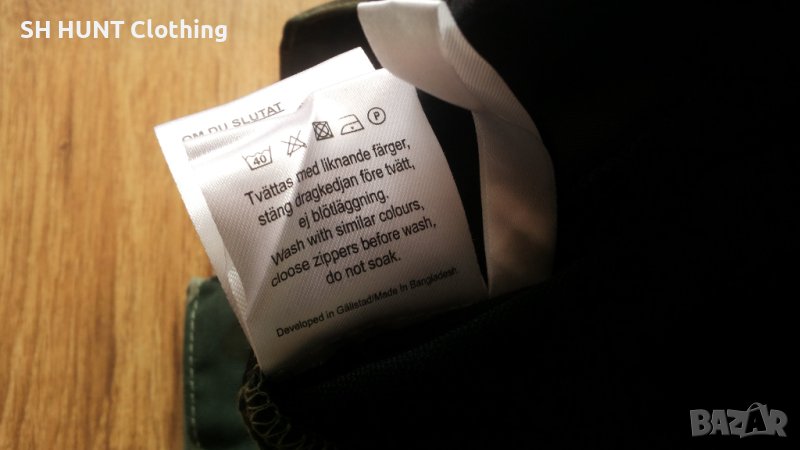 SH HUNT Clothing
OM DU SLUTAT
40 P
Tvättas med liknande färger,
stäng dragkedjan före tvätt,
ej blötläggning.
Wash with similar colours,
cloose zippers before wash,
do not soak.
Developed in Gällstad/Made in Bangladesh
BAZAR